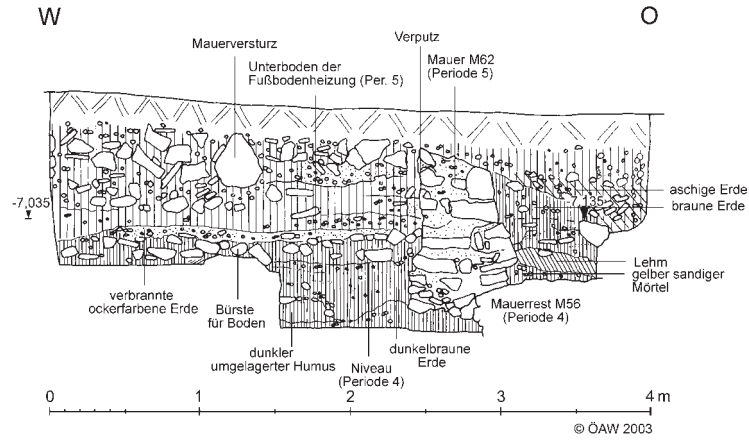 W
O
Verputz
Mauerversturz
Mauer M62
(Periode 5)
Unterboden der
Fußbodenheizung (Per. 5)
aschige Erde
-7,035
7,135
braune Erde
Lehm
gelber sandiger
Mörtel
verbrannte
ockerfarbene Erde
Bürste
für Boden
Mauerrest M56
(Periode 4)
dunkler
umgelagerter Humus
Niveau
(Periode 4)
dunkelbraune
Erde
0
1
2
3
4 m
© ÖAW 2003